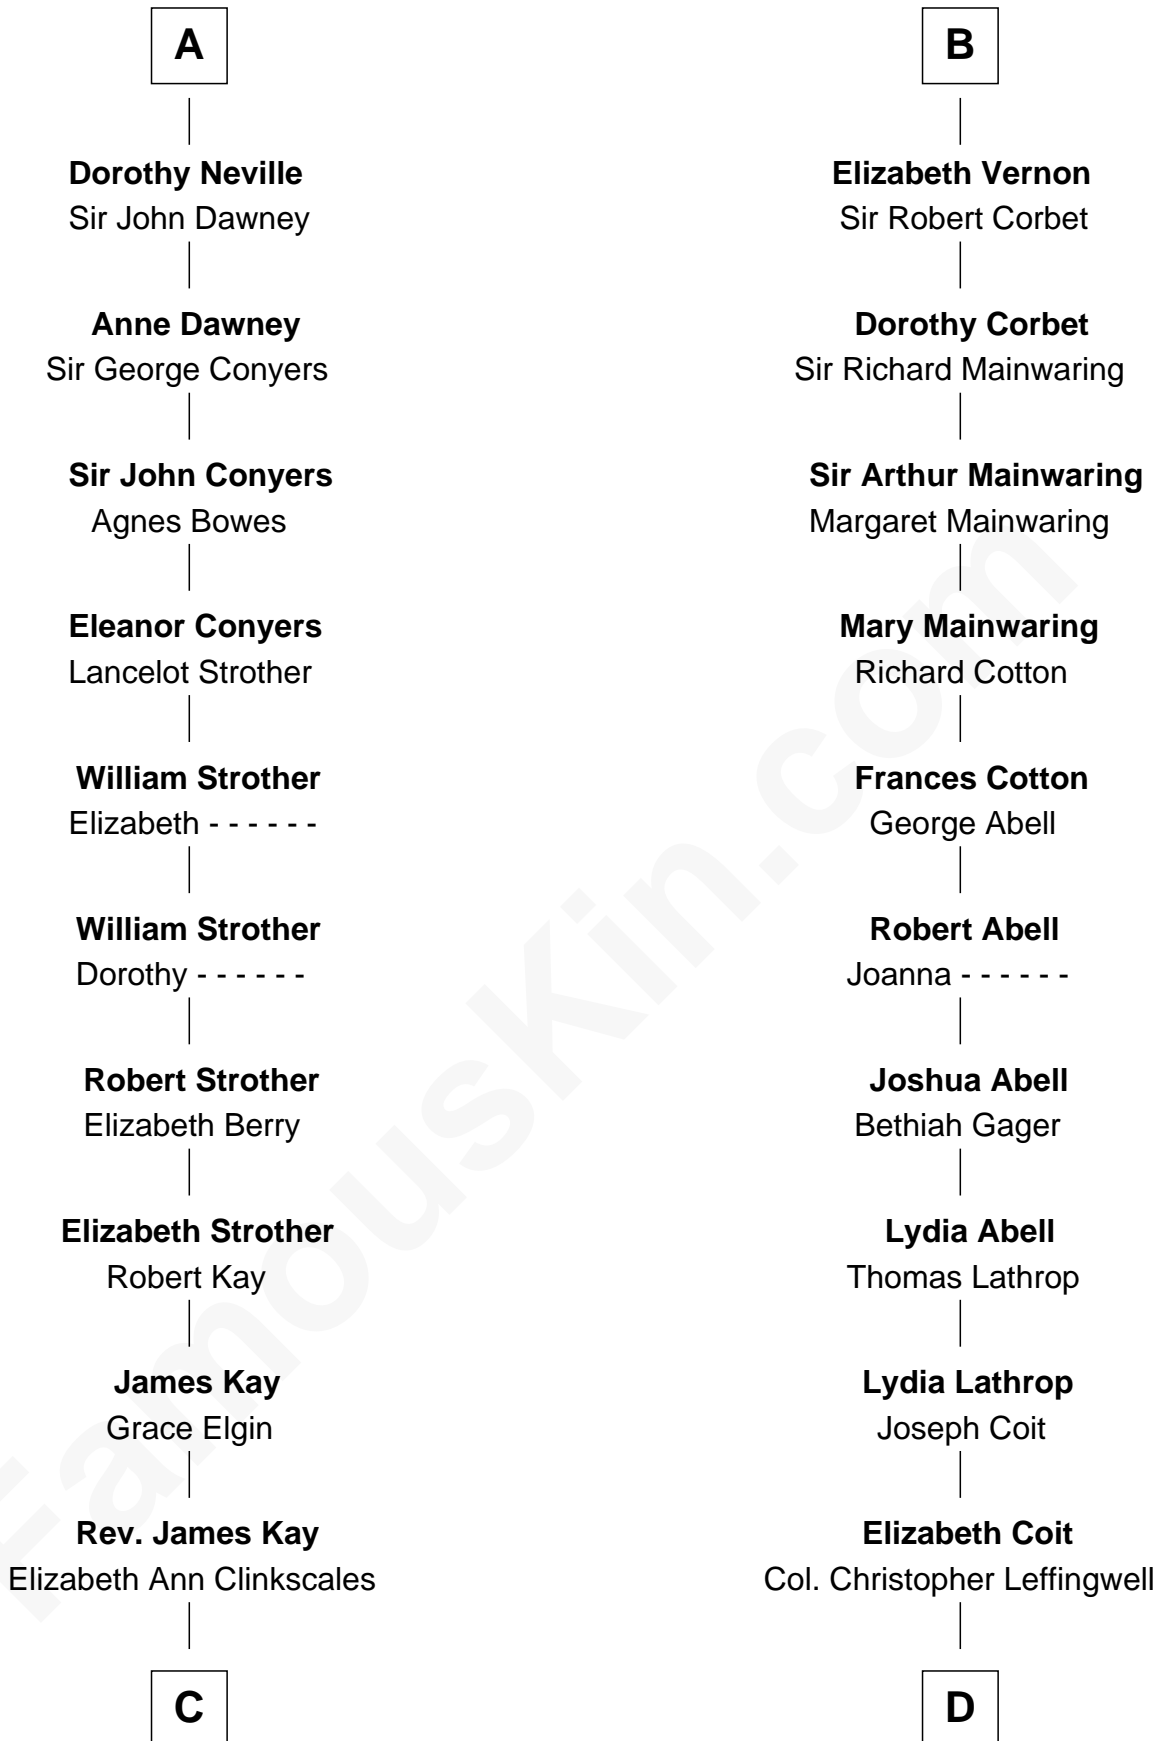 A
Dorothy Neville
Sir John Dawney
Anne Dawney
Sir George Conyers
Sir John Conyers
Agnes Bowes
Eleanor Conyers
Lancelot Strother
William Strother
Elizabeth - - - - - -
William Strother
Dorothy - - - - - -
Robert Strother
Elizabeth Berry
Elizabeth Strother
Robert Kay
James Kay
Grace Elgin
Rev. James Kay
Elizabeth Ann Clinkscales
C
B
Elizabeth Vernon
Sir Robert Corbet
Dorothy Corbet
Sir Richard Mainwaring
Sir Arthur Mainwaring
Margaret Mainwaring
Mary Mainwaring
Richard Cotton
Frances Cotton
George Abell
Robert Abell
Joanna - - - - - -
Joshua Abell
Bethiah Gager
Lydia Abell
Thomas Lathrop
Lydia Lathrop
Joseph Coit
Elizabeth Coit
Col. Christopher Leffingwell
D
FamousKin.com